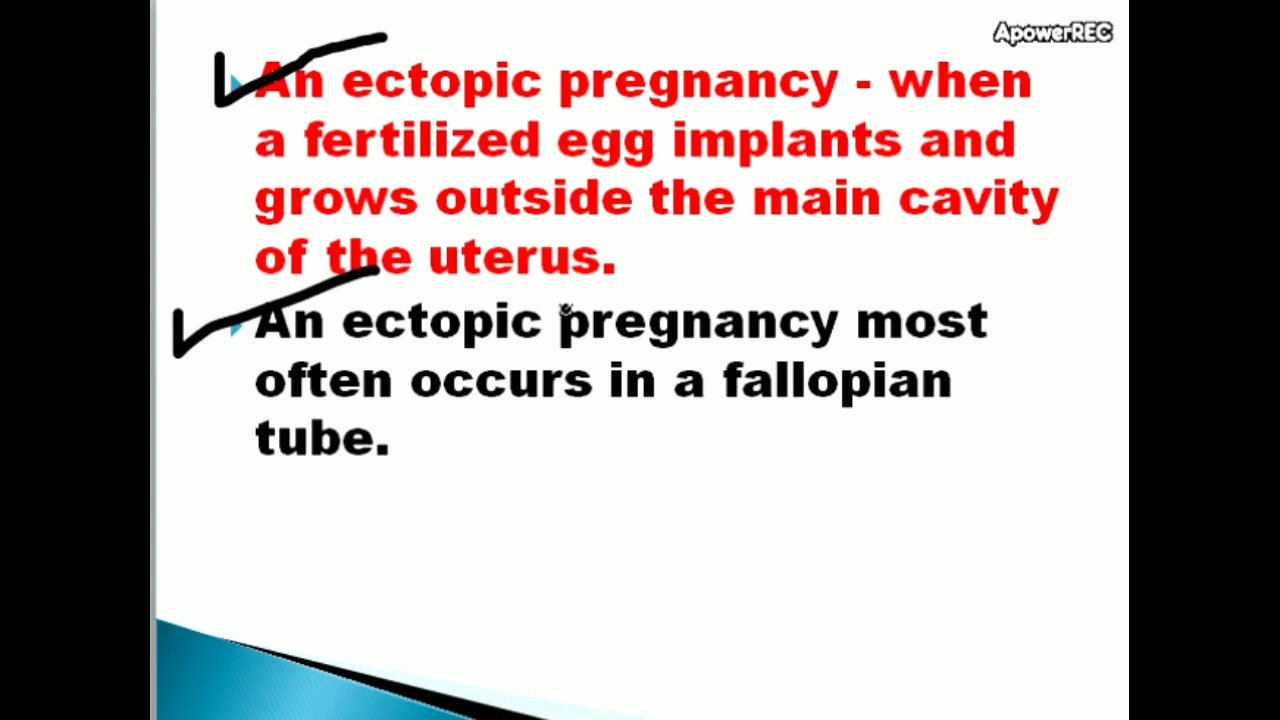 ApowerREC
An ectopic pregnancy - when
a fertilized egg implants and
grows outside the main cavity
of the uterus.
An ectopic pregnancy most
often occurs in a fallopian
tube.